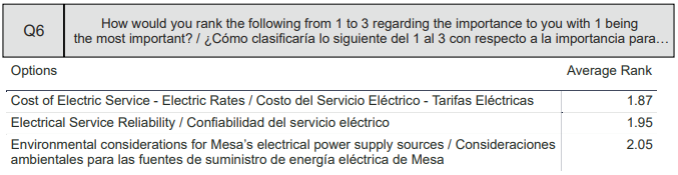 Q6
How would you rank the following from 1 to 3 regarding the importance to you with 1 being
the most important? / ¿Cómo clasificaría lo siguiente del 1 al 3 con respecto a la importancia para…
Options Average Rank
Cost of Electric Service - Electric Rates / Costo del Servicio Eléctrico - Tarifas Eléctricas 1.87
Electrical Service Reliability / Confiabilidad del servicio eléctrico 1.95
Environmental considerations for Mesa's electrical power supply sources / Consideraciones 2.05
ambientales para las fuentes de suministro de energía eléctrica de Mesa